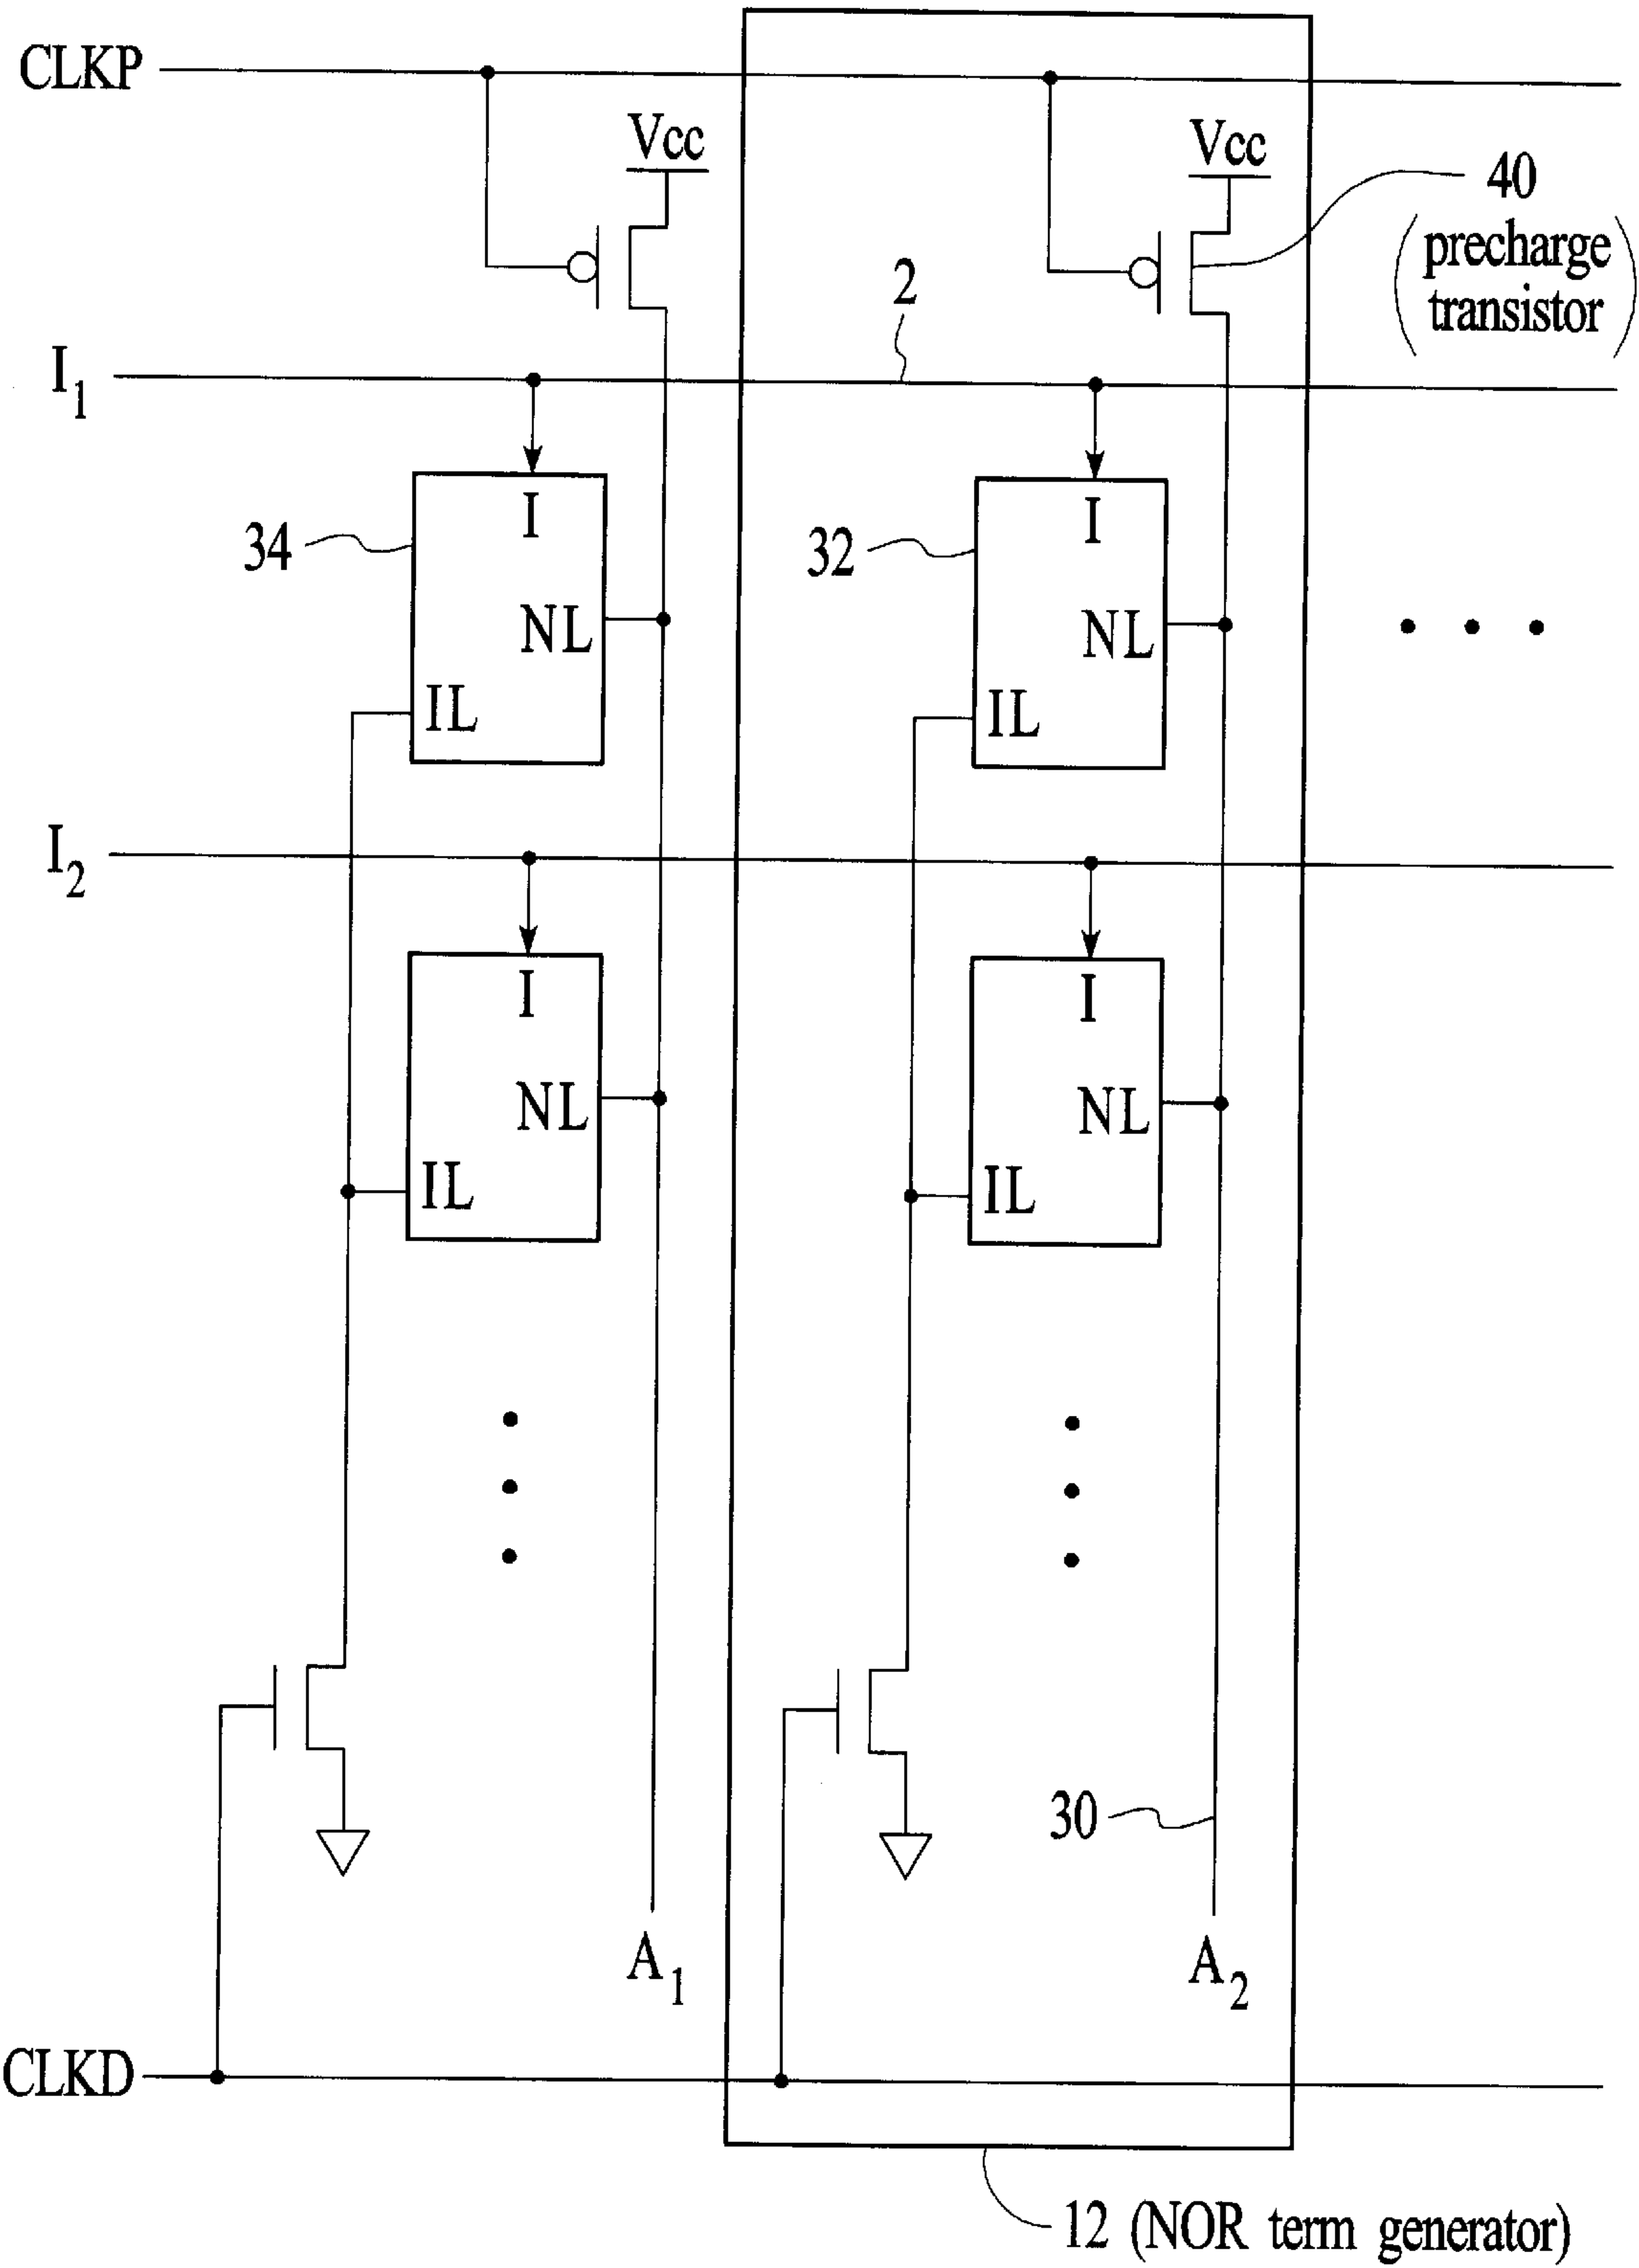 CLKP
Vcc
Vcc
40
(precharge
transistor)
2
I1
I
I
34
32
NL
NL
IL
IL
I2
I
I
NL
NL
IL
IL
30
A1
A2
CLKD
12 (NOR term generator)